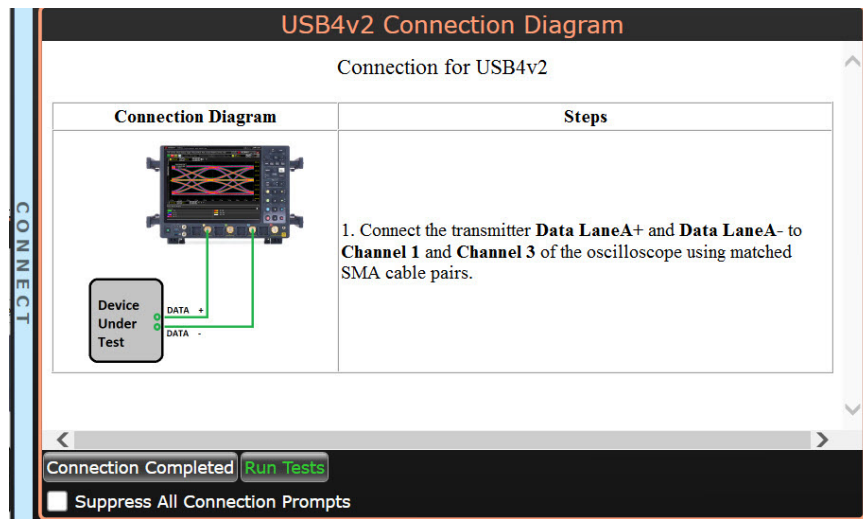 USB4v2 Connection Diagram
Connection for USB4v2
Connection Diagram
Steps
1. Connect the transmitter Data LaneA+ and Data LaneA- to
Channel 1 and Channel 3 of the oscilloscope using matched
SMA cable pairs.
Device
Under
Test
DATA +
DATA -
CONNECT
Connection Completed
Run Tests
Suppress All Connection Prompts